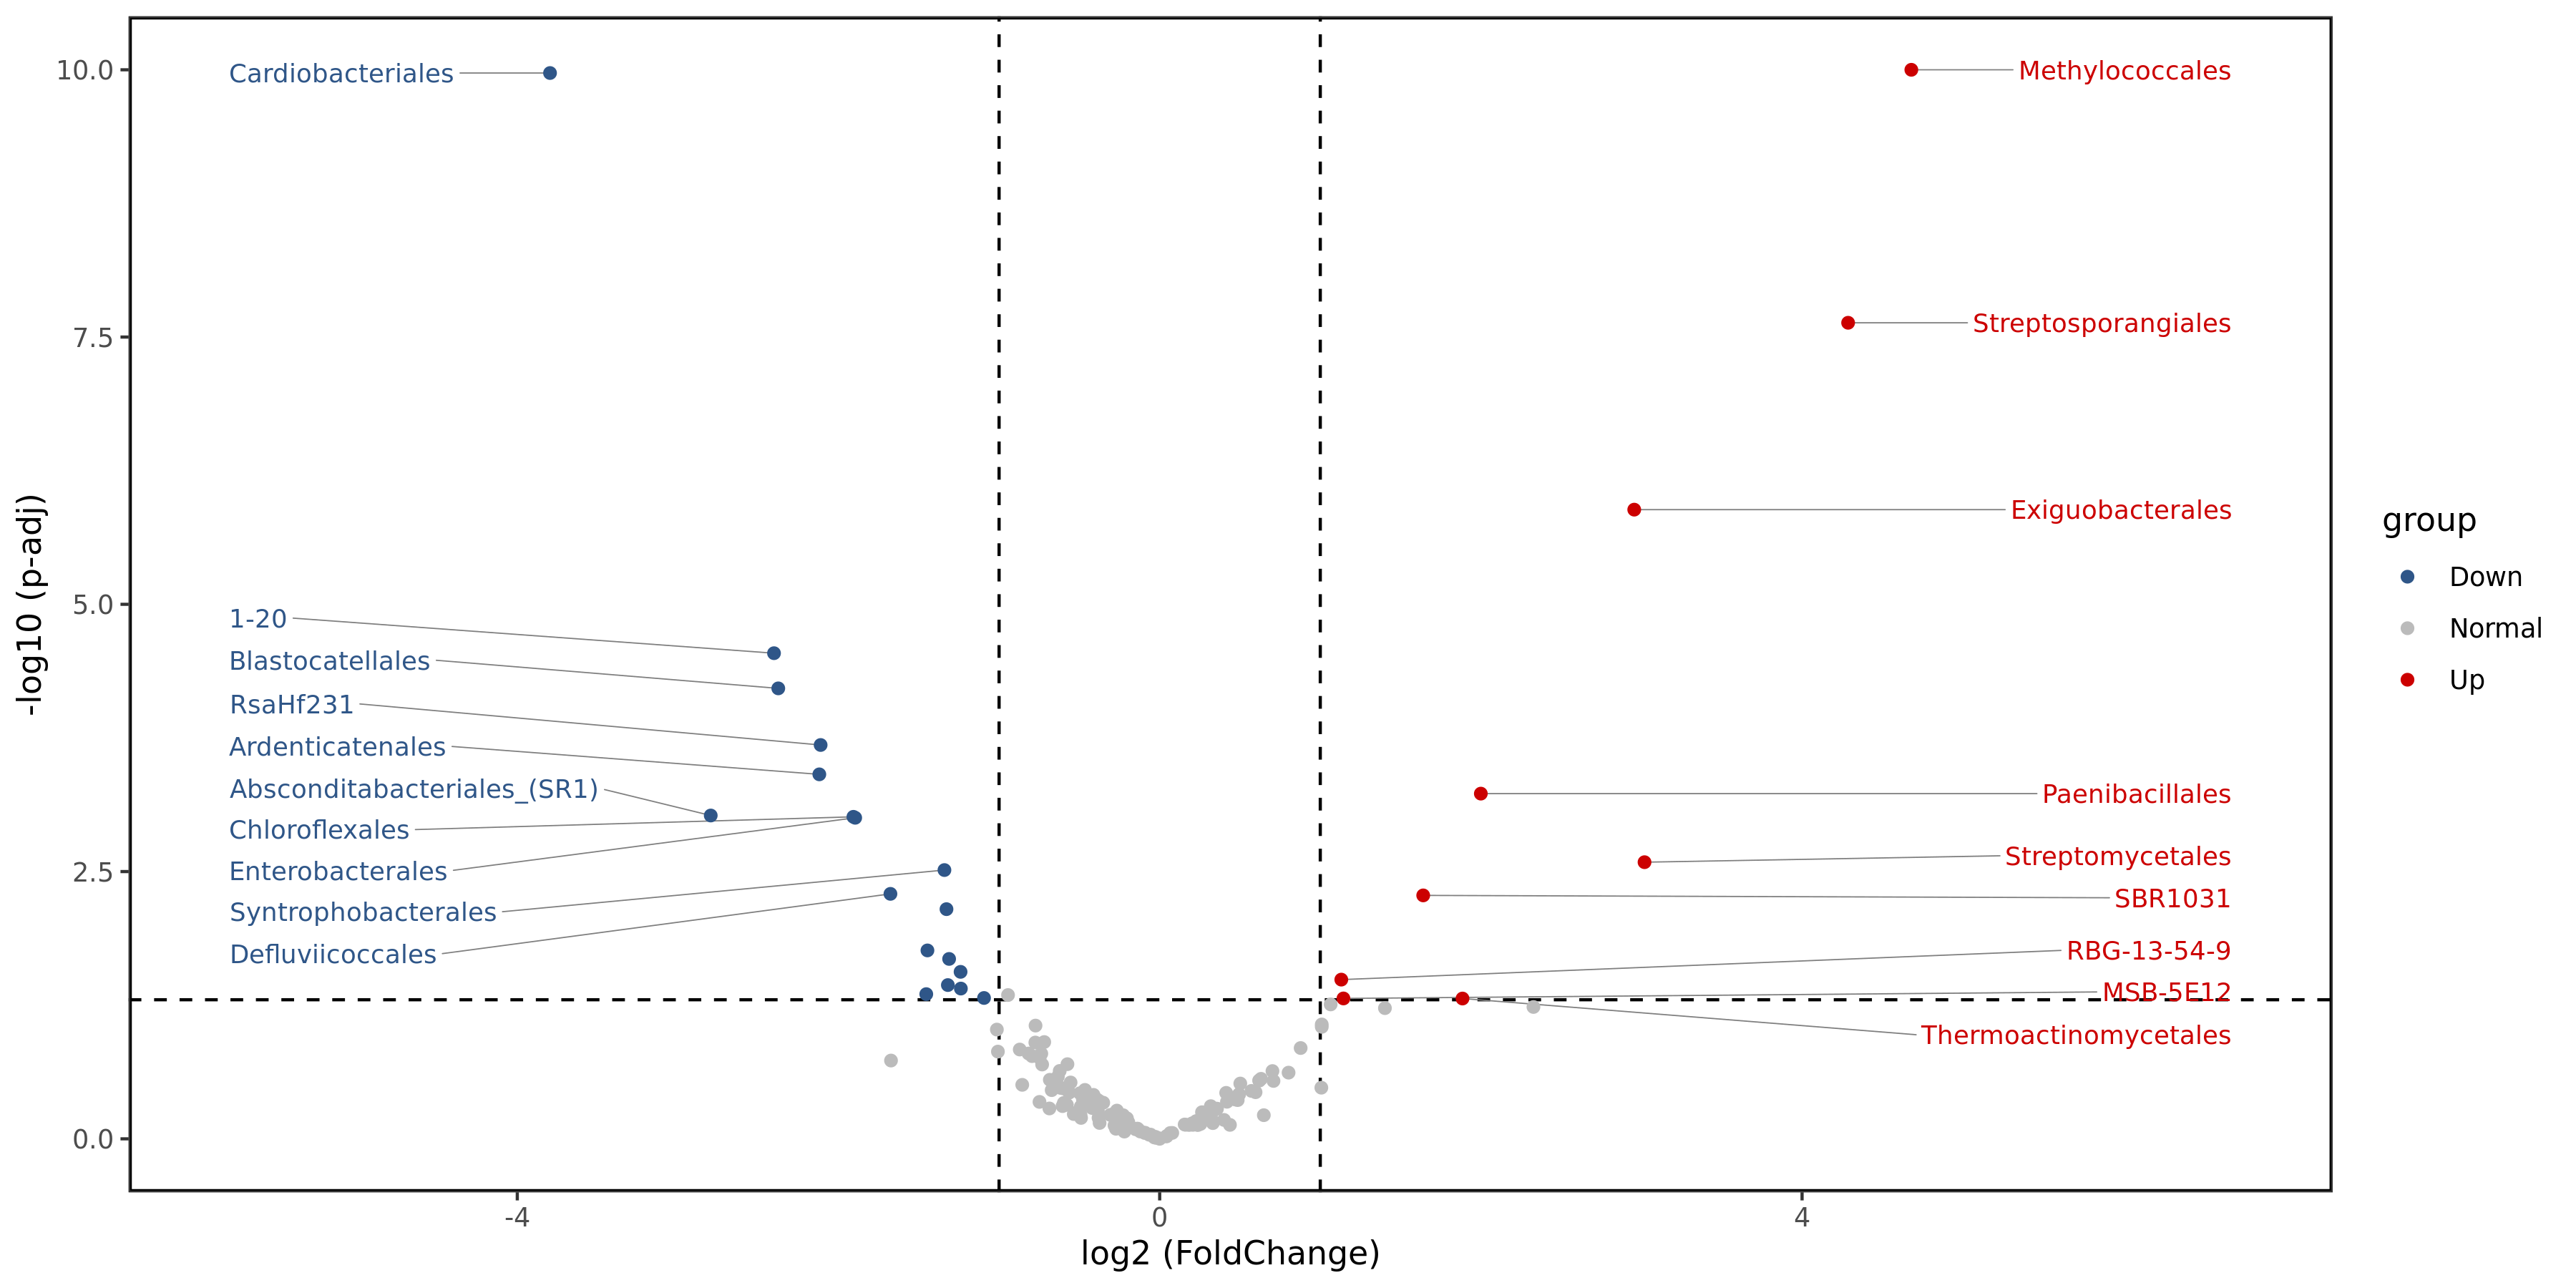 10.0
7.5
5.0
2.5
0.0
-log10 (p-adj)
Cardiobacteriales
1-20
Blastocatellales
RsaHf231
Ardenticatenales
Absconditabacteriales_(SR1)
Chloroflexales
Enterobacterales
Syntrophobacterales
Defluviicoccales
Methylococcales
Streptosporangiales
Exiguobacterales
Paenibacillales
Streptomycetales
SBR1031
RBG-13-54-9
MSB-5E12
Thermoactinomycetales
-4
0
4
log2 (FoldChange)
group
Down
Normal
Up